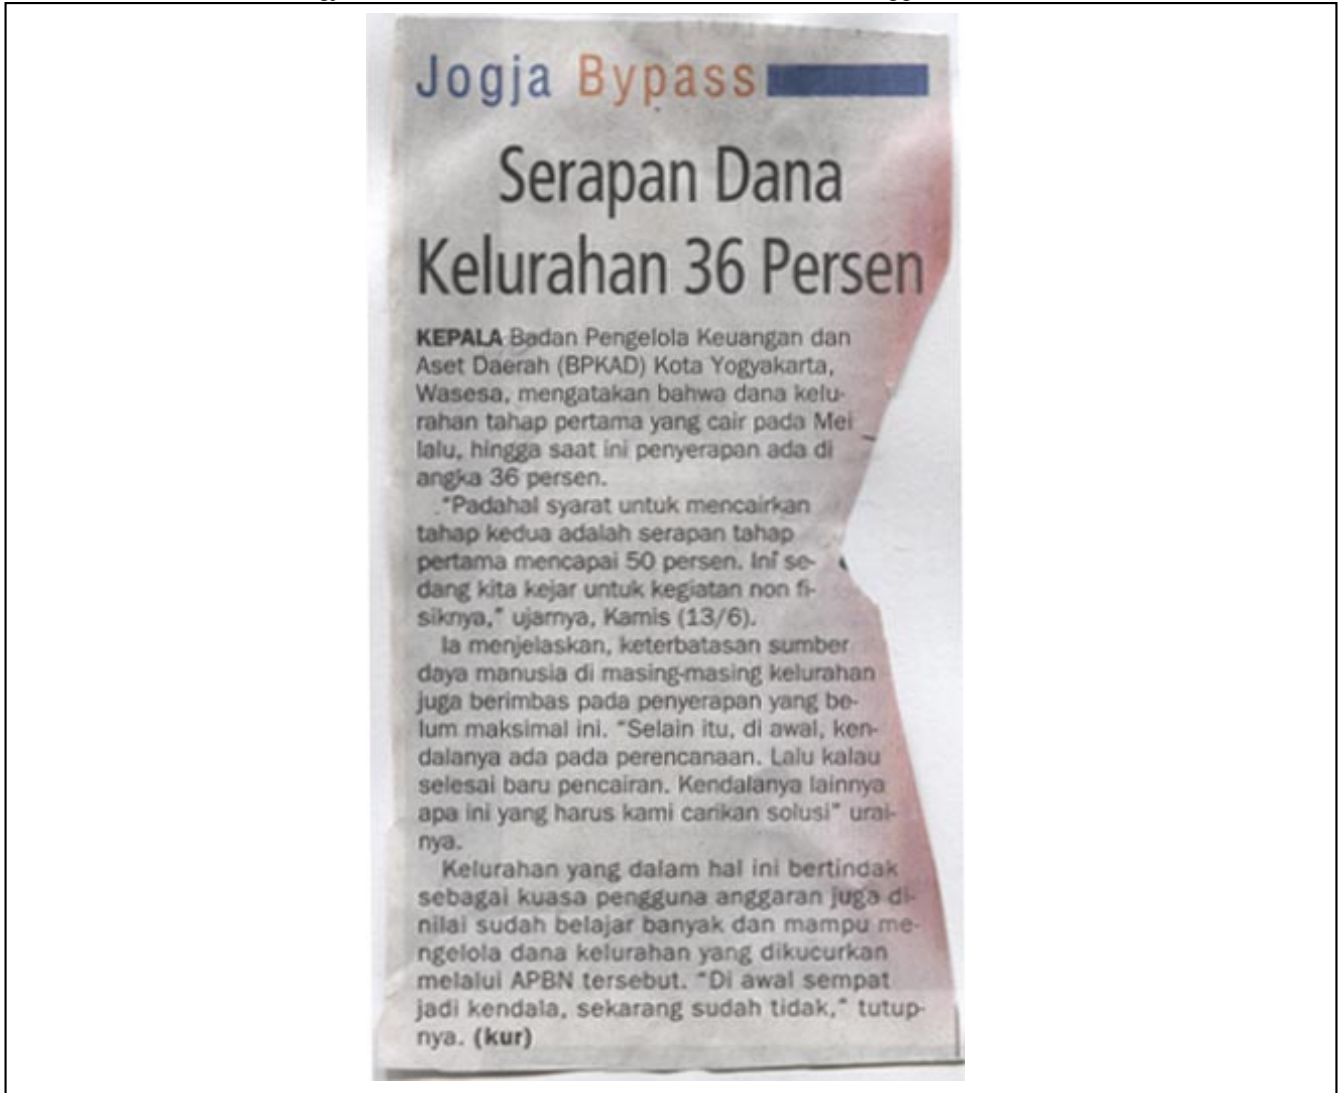 Jogja Bypass
Serapan Dana
Kelurahan 36 Persen
KEPALA Badan Pengelola Keuangan dan
Aset Daerah (BPKAD) Kota Yogyakarta,
Wasesa, mengatakan bahwa dana kelu-
rahan tahap pertama yang cair pada Mei
lalu, hingga saat ini penyerapan ada di
angka 36 persen.
"Padahal syarat untuk mencairkan
tahap kedua adalah serapan tahap
pertama mencapai 50 persen. Ini se-
dang kita kejar untuk kegiatan non fi-
siknya," ujarnya, Kamis (13/6).
Ia menjelaskan, keterbatasan sumber
daya manusia di masing-masing kelurahan
juga berimbas pada penyerapan yang be-
lum maksimal ini. "Selain itu, di awal, ken-
dalanya ada pada perencanaan. Lalu kalau
selesai baru pencairan. Kendalanya lainnya
apa ini yang harus kami carikan solusi" urai-
nya.
Kelurahan yang dalam hal ini bertindak
sebagai kuasa pengguna anggaran juga di-
nilai sudah belajar banyak dan mampu me-
ngelola dana kelurahan yang dikucurkan
melalui APBN tersebut. "Di awal sempat
jadi kendala, sekarang sudah tidak," tutup-
nya. (kur)